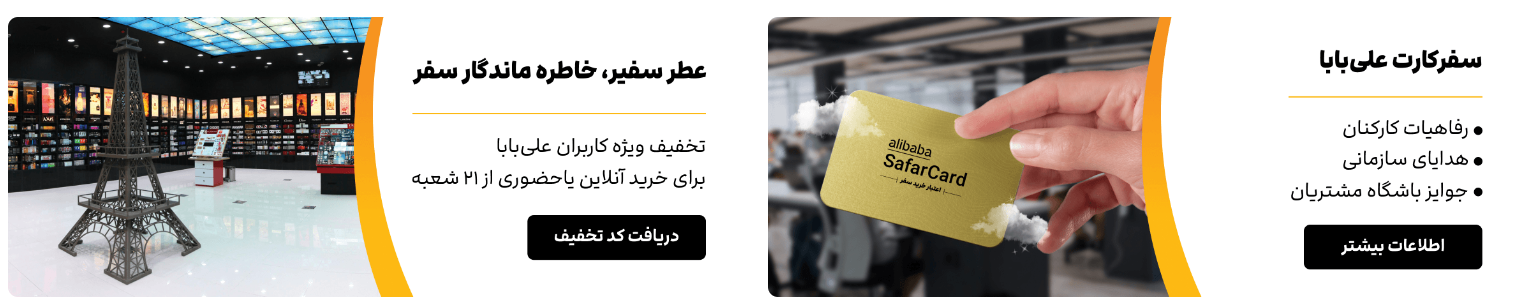 سفرکارت علی‌بابا
رفاهیات کارکنان
هدایای سازمانی
جوایز باشگاه مشتریان
اطلاعات بیشتر
alibaba
SafarCard
اعتبار خرید سفر
عطر سفیر، خاطره ماندگار سفر
تخفیف ویژه کاربران علی‌بابا
برای خرید آنلاین یاحضوری از ۲۱ شعبه
دریافت کد تخفیف